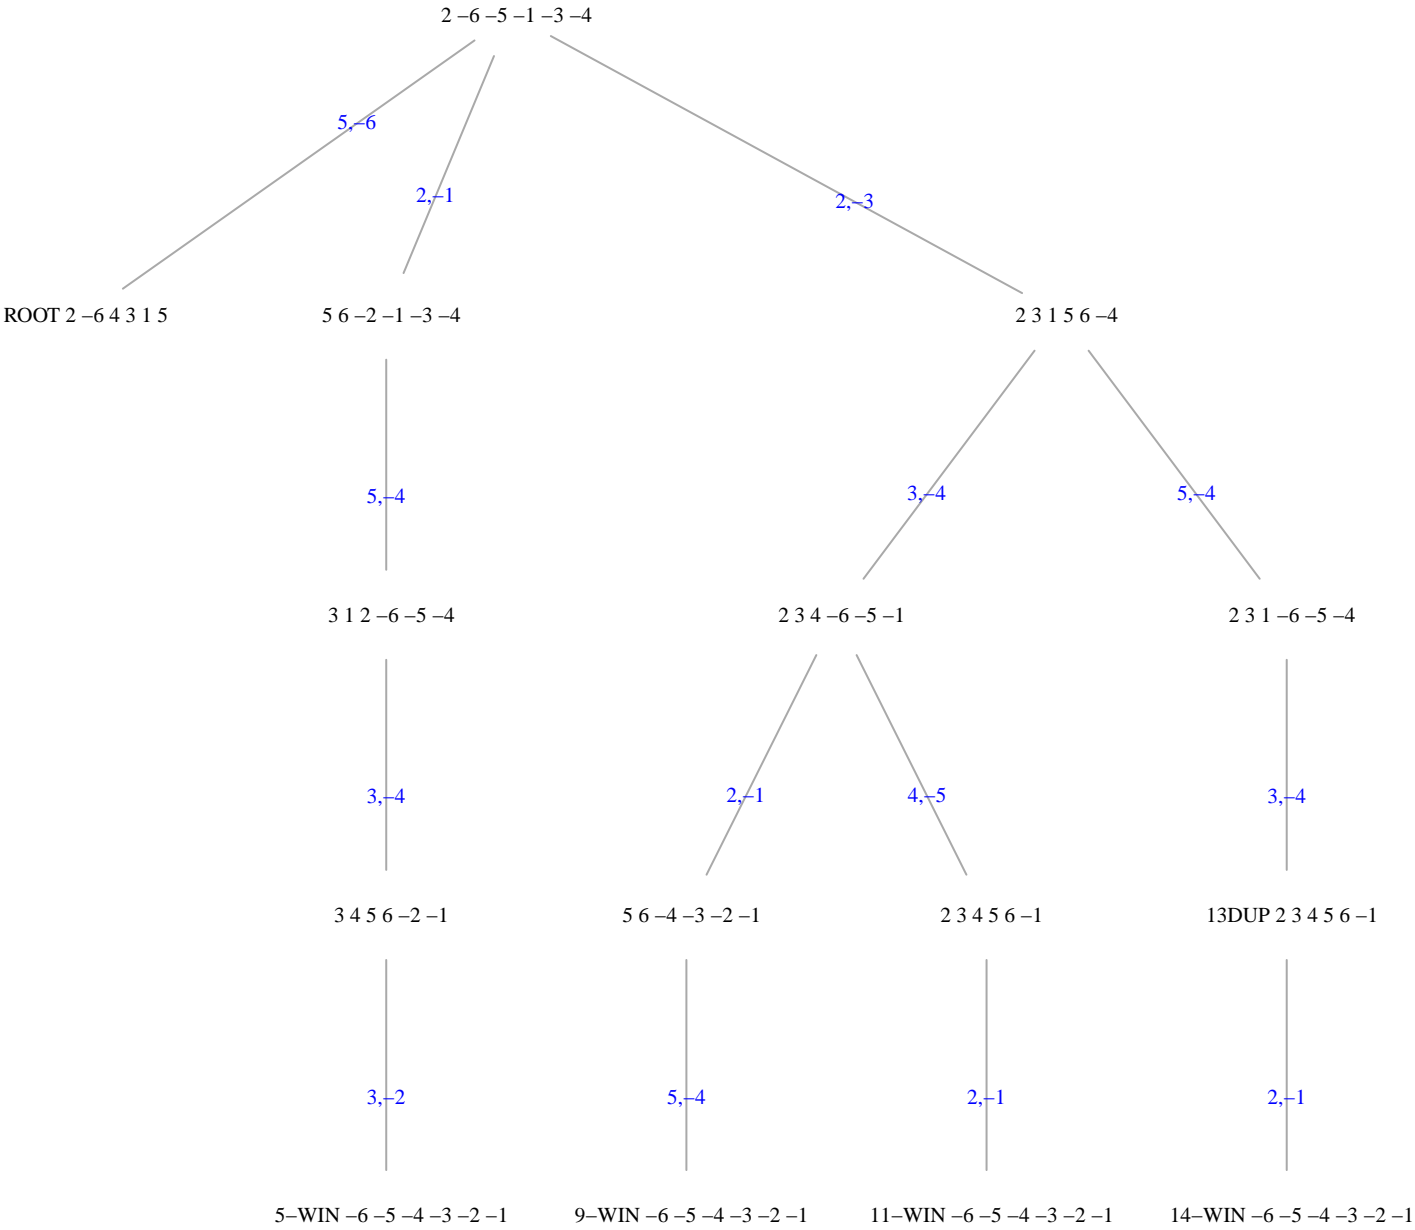 2 –6 –5 –1 –3 –4
5,–6
2,–1
2,–3
ROOT 2 –6 4 3 1 5
5 6 –2 –1 –3 –4
2 3 1 5 6 –4
5,–4
3,–4
5,–4
3 1 2 –6 –5 –4
2 3 4 –6 –5 –1
2 3 1 –6 –5 –4
3,–4
2,–1
4,–5
3,–4
3 4 5 6 –2 –1
5 6 –4 –3 –2 –1
2 3 4 5 6 –1
13DUP 2 3 4 5 6 –1
3,–2
5,–4
2,–1
2,–1
5–WIN –6 –5 –4 –3 –2 –1
9–WIN –6 –5 –4 –3 –2 –1
11–WIN –6 –5 –4 –3 –2 –1
14–WIN –6 –5 –4 –3 –2 –1